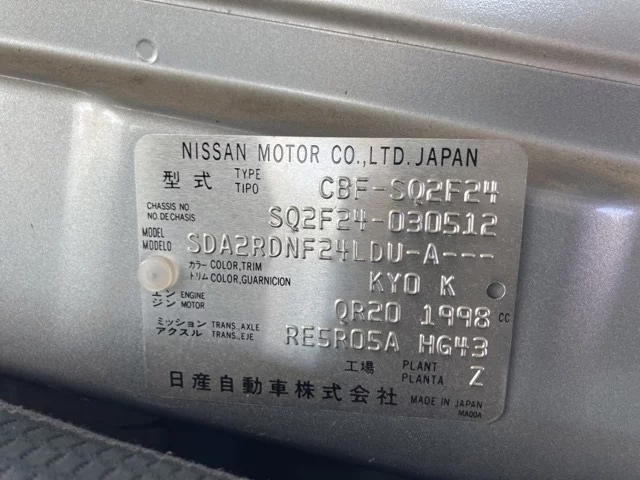 NISSAN MOTOR CO.,LTD. JAPAN
型式 TYPE TIPO CBF-SQ2F24
CHASSIS NO. NO. DECHASIS SQ2F24-030512
MODEL MODELO SDA2RDNF24LDU-A---
カラー COLOR,TRIM
トリム COLOR,GUARNICION KYO K
エンジン ENGINE MOTOR QR20 1998 CC
ミッション TRANS.,AXLE
アクスル TRANS.,EJE RE5R05A HG43
工場 PLANT PLANTA Z
日産自動車株式会社 MADE IN JAPAN
MA00A